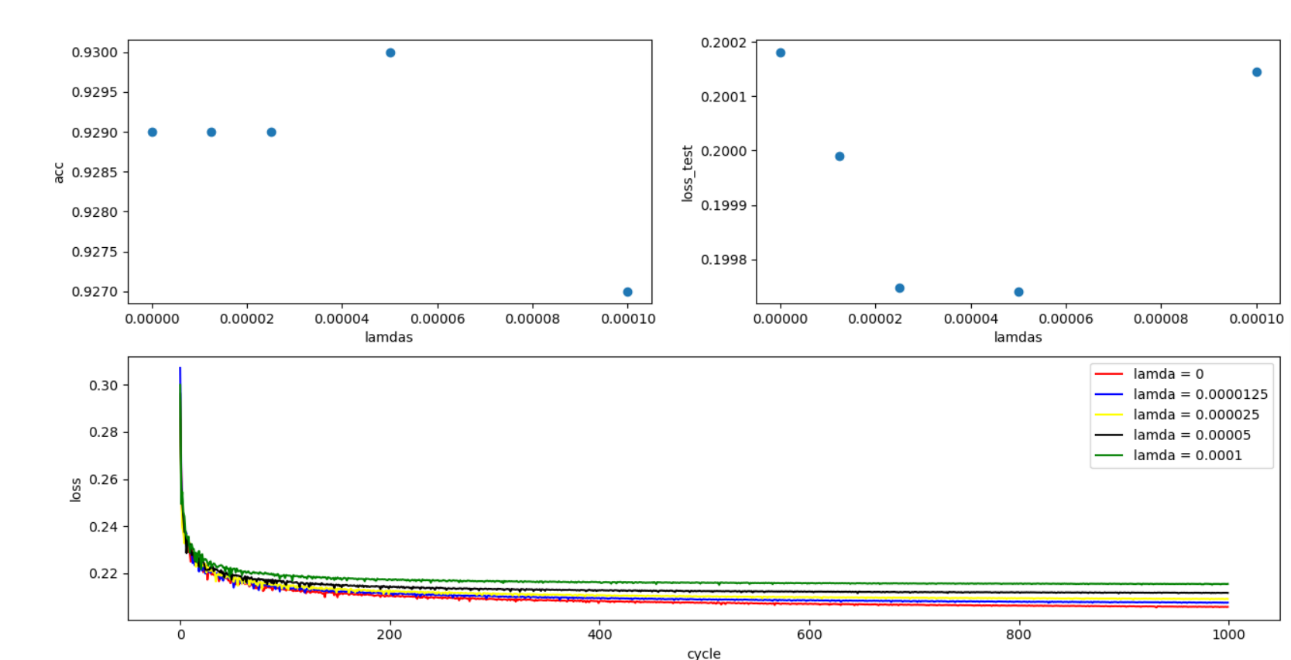 0.9300
0.9295
0.9290
0.9285
0.9280
0.9275
0.9270
acc
0.00000 0.00002 0.00004 0.00006 0.00008 0.00010
lamdas
0.2002
0.2001
0.2000
0.1999
0.1998
loss_test
0.00000 0.00002 0.00004 0.00006 0.00008 0.00010
lamdas
0.30
0.28
0.26
0.24
0.22
loss
lamda = 0
lamda = 0.0000125
lamda = 0.000025
lamda = 0.00005
lamda = 0.0001
0 200 400 600 800 1000
cycle